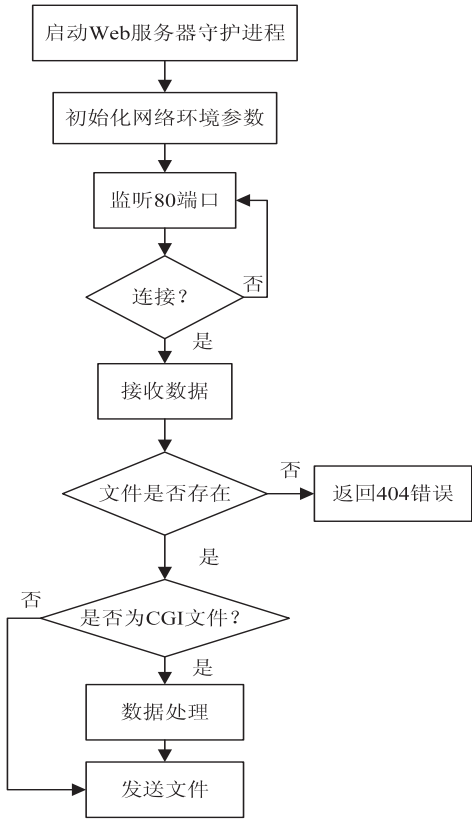 启动Web服务器守护进程
初始化网络环境参数
监听80端口
连接？
否
是
接收数据
文件是否存在
否
返回404错误
是
是否为CGI文件？
否
是
数据处理
发送文件